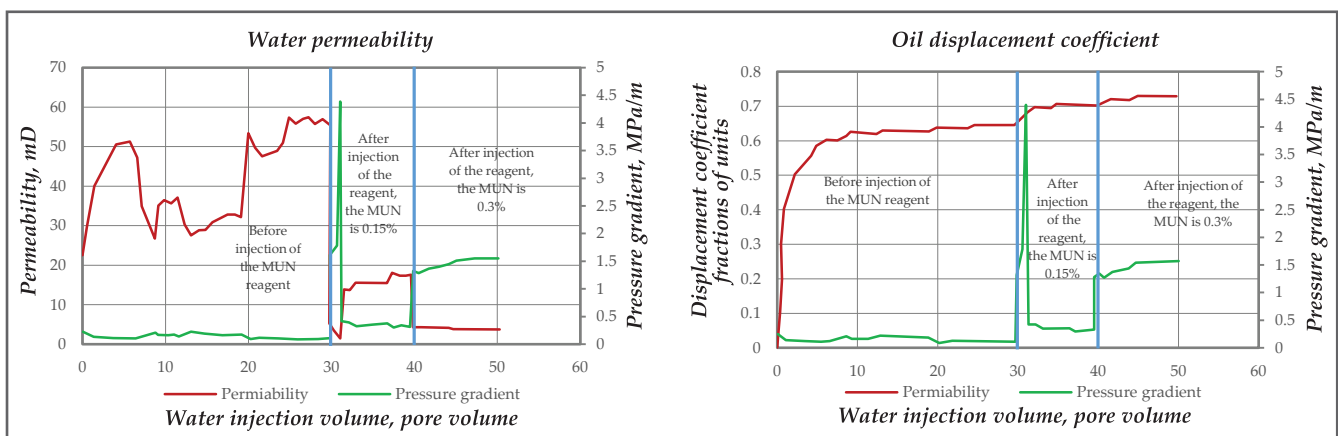 Water permeability
70
60
50
40
30
20
10
0
Permeability, mD
5
4.5
4
3.5
3
2.5
2
1.5
1
0.5
0
Pressure gradient, MPa/m
0
10
20
30
40
50
60
Before
injection of
the MUN
reagent
After
injection
of the
reagent,
the MUN
is 0.15%
After injection
of the reagent,
the MUN is
0.3%
Permiability
Pressure gradient
Water injection volume, pore volume
Oil displacement coefficient
0.8
0.7
0.6
0.5
0.4
0.3
0.2
0.1
0
Displacement coefficient
fractions of units
5
4.5
4
3.5
3
2.5
2
1.5
1
0.5
0
Pressure gradient, MPa/m
0
10
20
30
40
50
60
Before injection of
the MUN reagent
After
injection
of the
reagent,
the MUN is
0.15%
After injection of
the reagent, the
MUN is 0.3%
Permiability
Pressure gradient
Water injection volume, pore volume